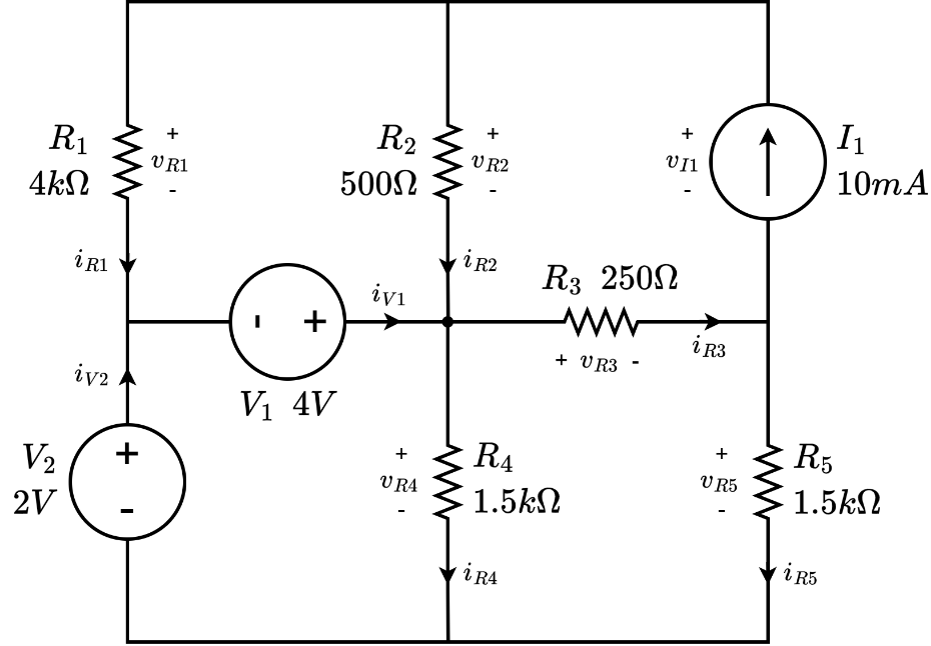 R1
4kΩ
+
vR1
-
R2
500Ω
+
vR2
-
+
vI1
-
I1
10mA
iR1
iR2
R3 250Ω
iV1
- +
+ vR3 -
iR3
V1 4V
iV2
V2
2V
+
-
+
vR4
-
R4
1.5kΩ
+
vR5
-
R5
1.5kΩ
iR4
iR5